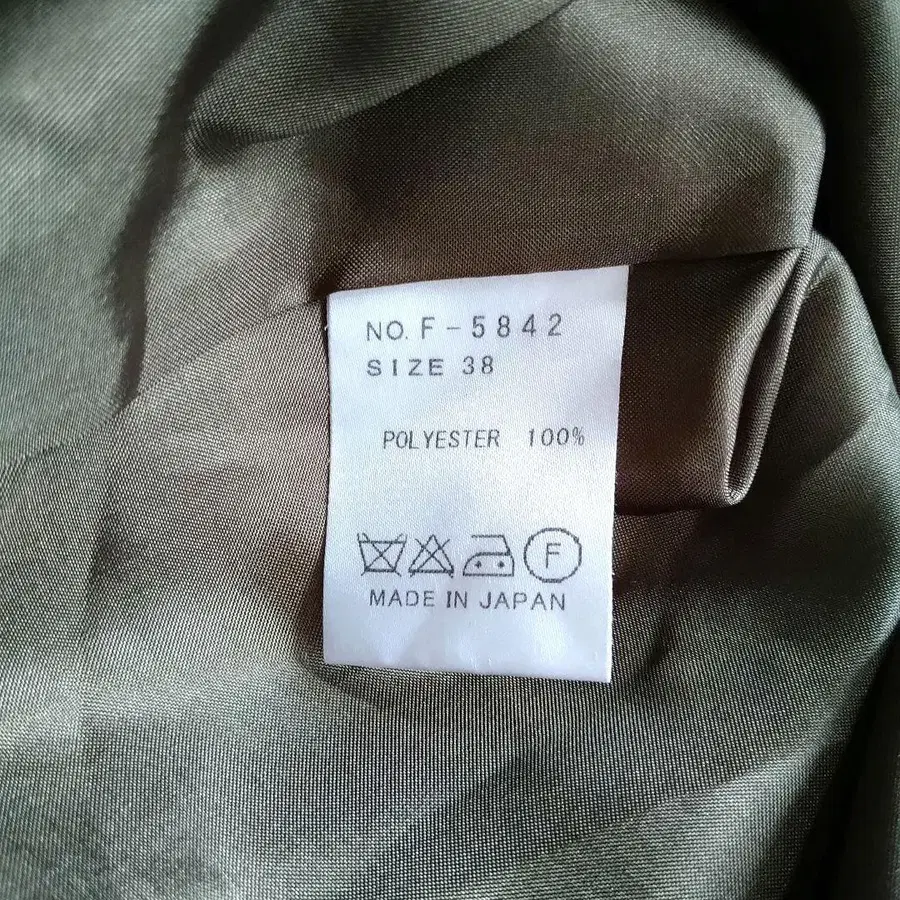 NO. F-5842
SIZE 38
POLYESTER 100%
F
MADE IN JAPAN